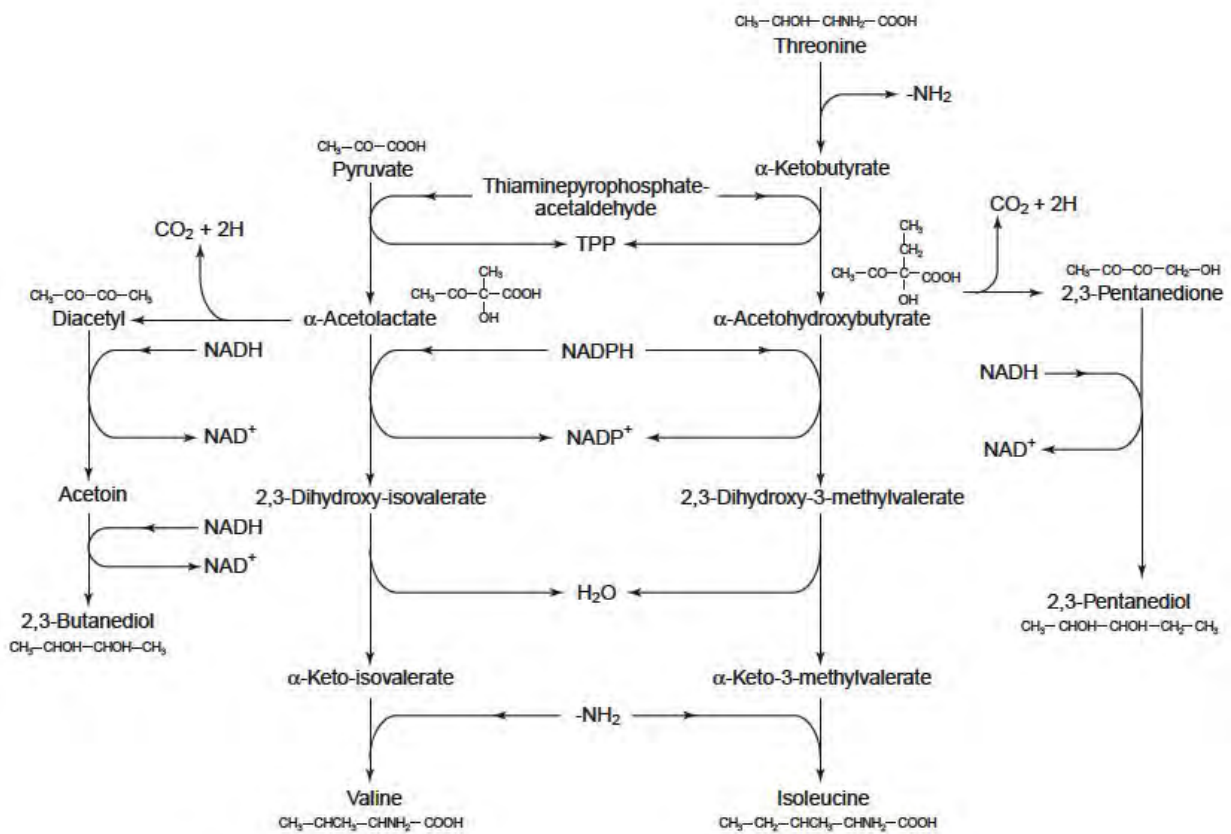 CH₃–CHOH–CHNH₂–COOH
Threonine
-NH₂
CH₃–CO–COOH
Pyruvate
α-Ketobutyrate
Thiaminepyrophosphate-
acetaldehyde
TPP
CO₂ + 2H
CO₂ + 2H
CH₃
CH₂
CH₃–CO–C–COOH
OH
CH₃
CH₃–CO–C–COOH
OH
CH₃–CO–CO–CH₃
Diacetyl
α-Acetolactate
α-Acetohydroxybutyrate
CH₃–CO–CO–CH₂–OH
2,3-Pentanedione
NADH
NADPH
NADH
NAD⁺
NADP⁺
NAD⁺
Acetoin
2,3-Dihydroxy-isovalerate
2,3-Dihydroxy-3-methylvalerate
NADH
NAD⁺
H₂O
2,3-Butanediol
CH₃–CHOH–CHOH–CH₃
2,3-Pentanediol
CH₃–CHOH–CHOH–CH₂–CH₃
α-Keto-isovalerate
α-Keto-3-methylvalerate
-NH₂
Valine
CH₃–CHCH₃–CHNH₂–COOH
Isoleucine
CH₃–CH₂–CHCH₃–CHNH₂–COOH